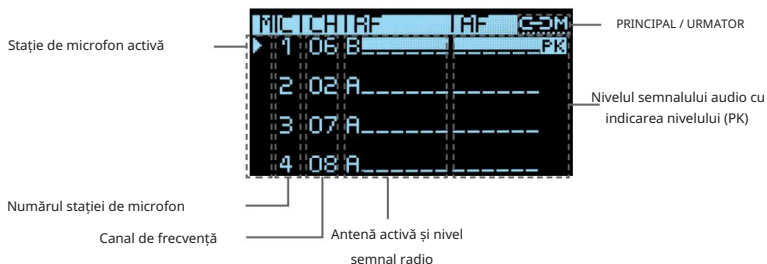 MIC CH RF AF M
PRINCIPAL / URMATOR
Stație de microfon activă
1 06 B PK
2 02 A
Nivelul semnalului audio cu
indicarea nivelului (PK)
3 07 A
4 08 A
Numărul stației de microfon
Canal de frecvență
Antenă activă și nivel
semnal radio